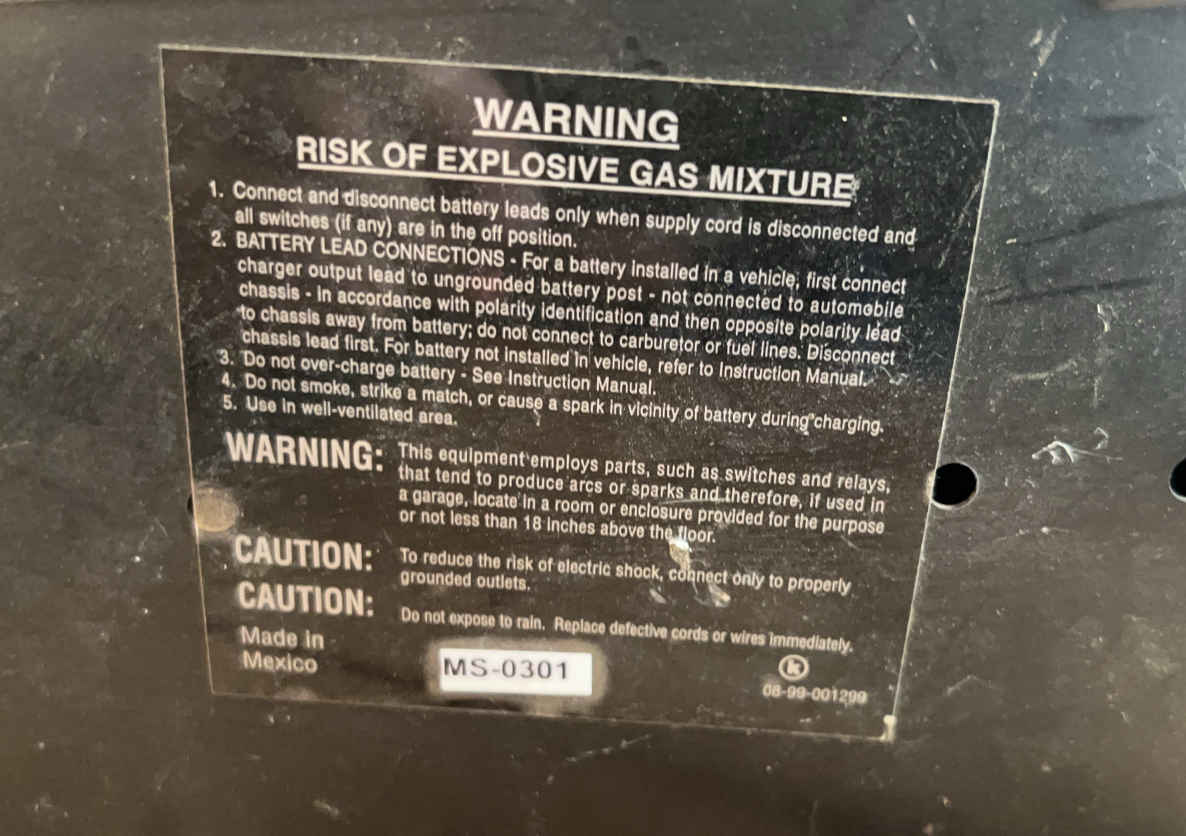 WARNING
RISK OF EXPLOSIVE GAS MIXTURE
1. Connect and disconnect battery leads only when supply cord is disconnected and
all switches (if any) are in the off position.
2. BATTERY LEAD CONNECTIONS - For a battery installed in a vehicle, first connect
charger output lead to ungrounded battery post - not connected to automobile
chassis - in accordance with polarity identification and then opposite polarity lead
to chassis away from battery; do not connect to carburetor or fuel lines. Disconnect
chassis lead first. For battery not installed in vehicle, refer to Instruction Manual.
3. Do not over-charge battery - See Instruction Manual.
4. Do not smoke, strike a match, or cause a spark in vicinity of battery during charging.
5. Use in well-ventilated area.
WARNING: This equipment employs parts, such as switches and relays,
that tend to produce arcs or sparks and therefore, if used in
a garage, locate in a room or enclosure provided for the purpose
or not less than 18 inches above the floor.
CAUTION: To reduce the risk of electric shock, connect only to properly
grounded outlets.
CAUTION: Do not expose to rain. Replace defective cords or wires immediately.
Made in
Mexico
MS-0301
K
08-99-001299